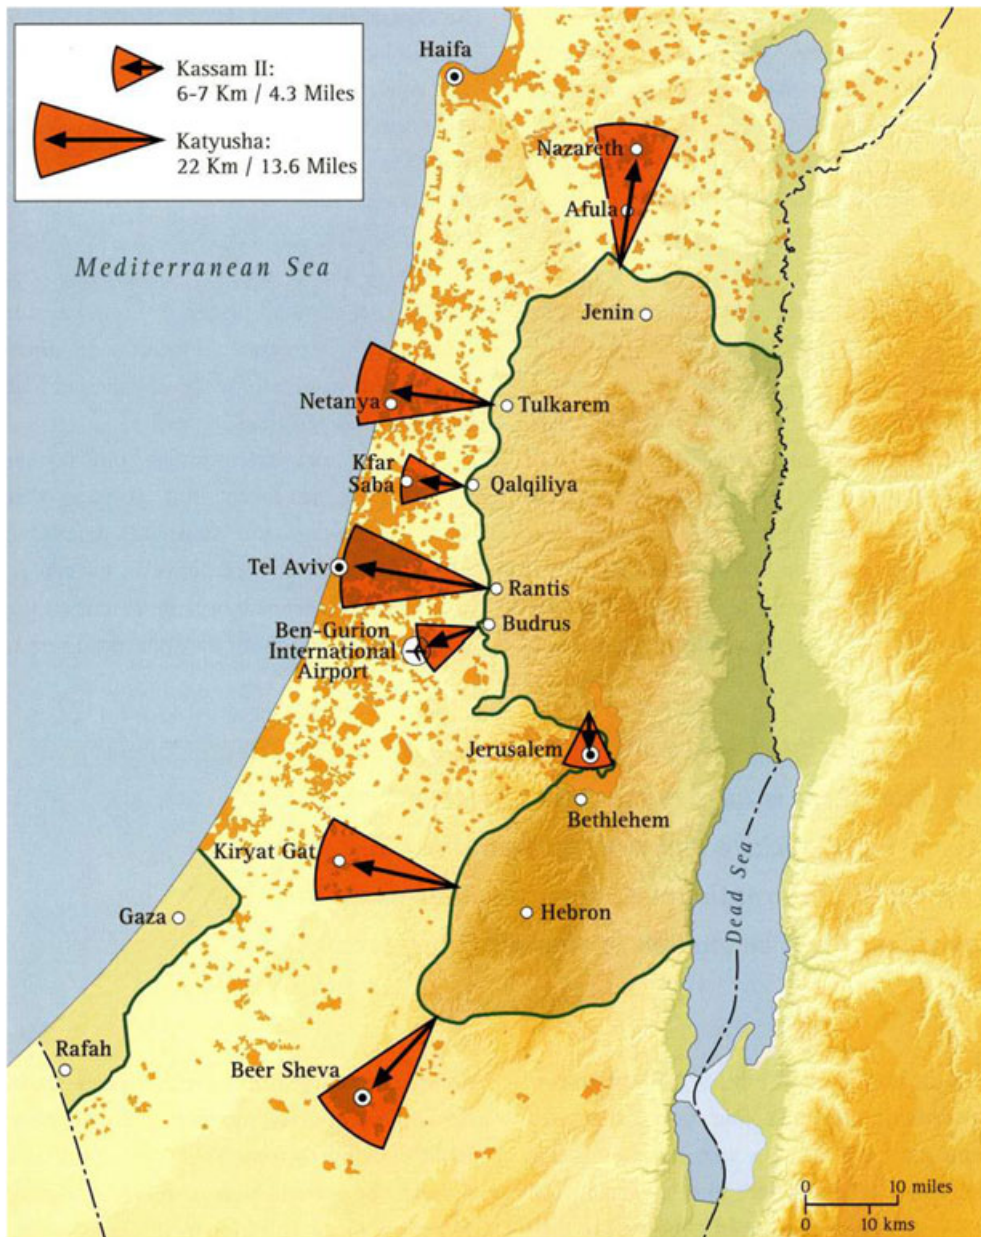 Kassam II:
6-7 Km / 4.3 Miles
Katyusha:
22 Km / 13.6 Miles
Haifa
Nazareth
Afula
Mediterranean Sea
Jenin
Netanya
Tulkarem
Kfar
Saba
Qalqiliya
Tel Aviv
Rantis
Ben-Gurion
International
Airport
Budrus
Jerusalem
Bethlehem
Kiryat Gat
Gaza
Hebron
Dead Sea
Rafah
Beer Sheva
0 10 miles
0 10 kms